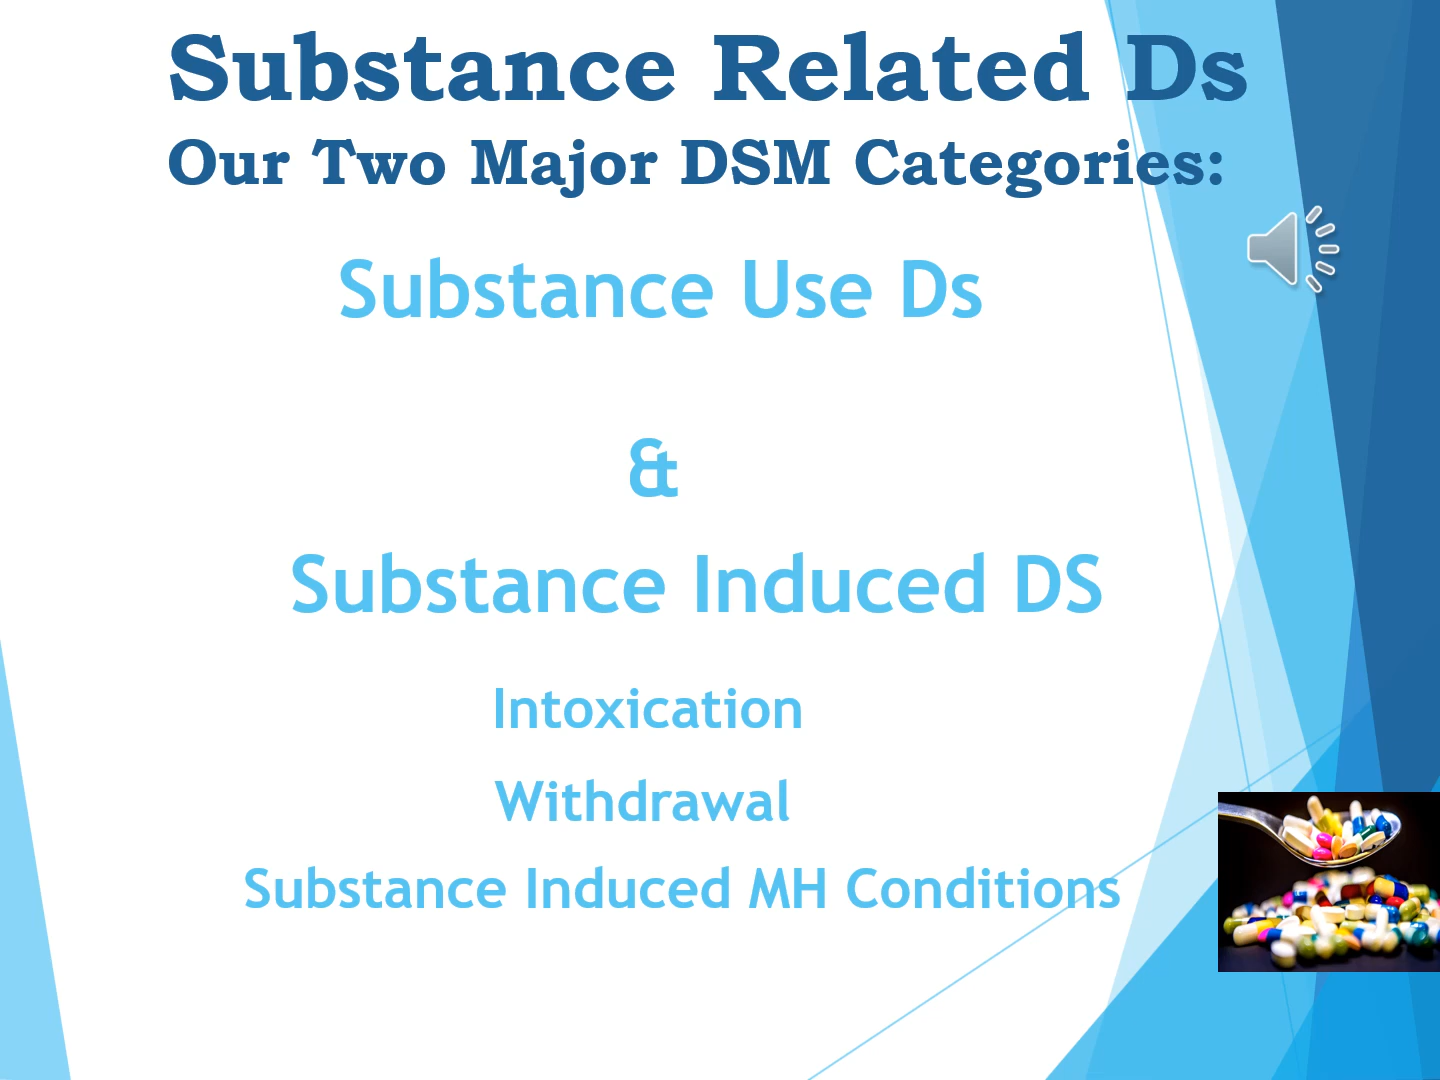 Substance Related Ds
Our Two Major DSM Categories:
Substance Use Ds
&
Substance Induced DS
Intoxication
Withdrawal
Substance Induced MH Conditions